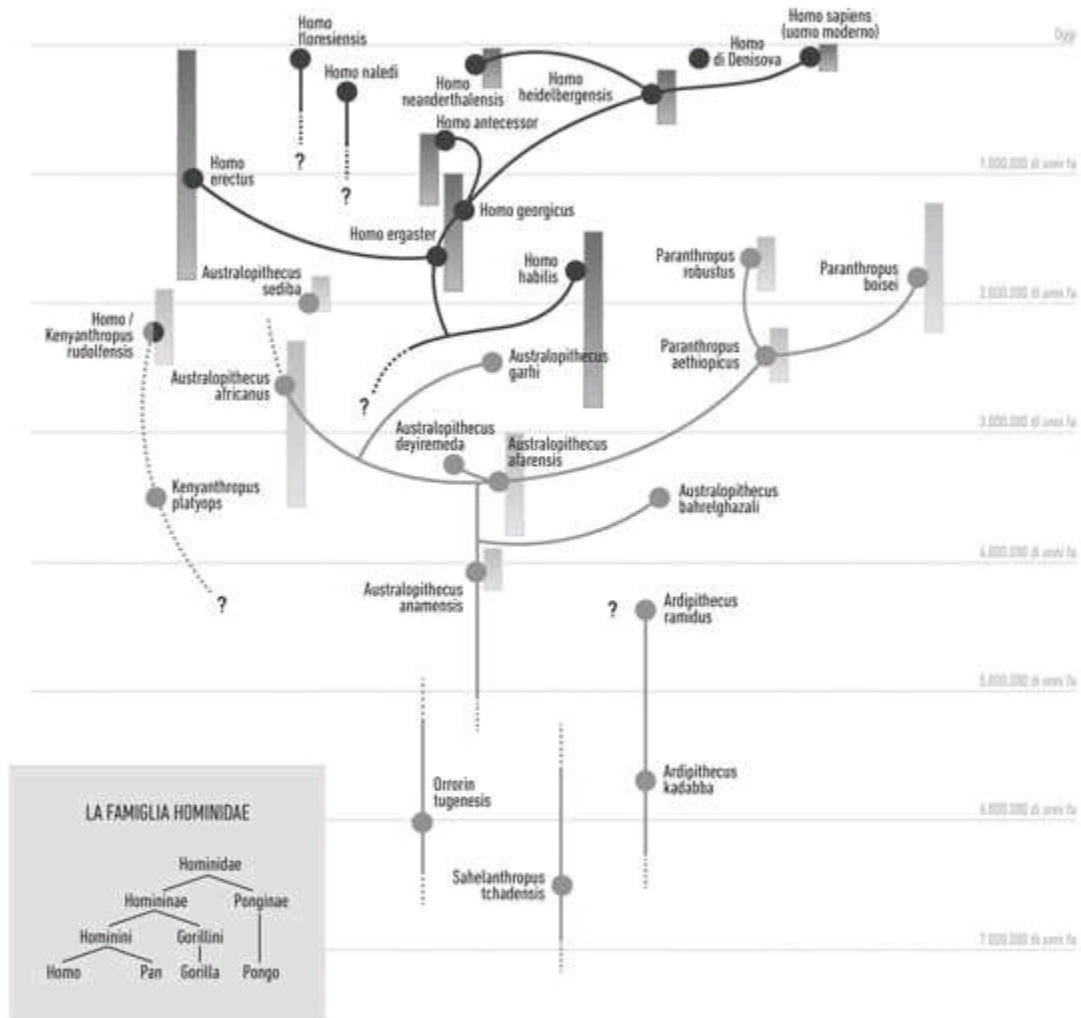 Homo
floresiensis
Homo naledi
Homo
neanderthalensis
Homo
heidelbergensis
Homo
di Denisova
Homo sapiens
(uomo moderno)
Oggi
Homo antecessor
?
?
1.000.000 di anni fa
Homo
erectus
Homo georgicus
Homo ergaster
Australopithecus
sediba
Homo
habilis
Paranthropus
robustus
Paranthropus
boisei
2.000.000 di anni fa
Homo /
Kenyanthropus
rudolfensis
Australopithecus
africanus
Australopithecus
garhi
Paranthropus
aethiopicus
?
3.000.000 di anni fa
Australopithecus
deyiremeda
Australopithecus
afarensis
Kenyanthropus
platyops
Australopithecus
bahrelghazali
4.000.000 di anni fa
?
Australopithecus
anamensis
?
Ardipithecus
ramidus
5.000.000 di anni fa
Orrorin
tugenesis
Ardipithecus
kadabba
6.000.000 di anni fa
Sahelanthropus
tchadensis
7.000.000 di anni fa
LA FAMIGLIA HOMINIDAE
Hominidae
Homininae Ponginae
Hominini Gorillini
Homo Pan Gorilla Pongo